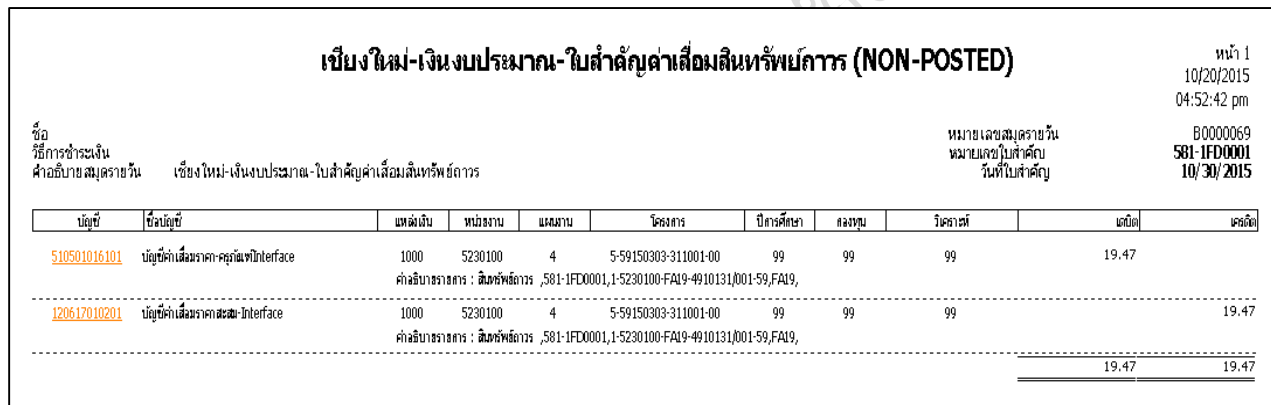 เชียงใหม่-เงินงบประมาณ-ใบสำคัญค่าเสื่อมสินทรัพย์ถาวร (NON-POSTED)
หน้า 1
10/20/2015
04:52:42 pm
ชื่อ หมายเลขสมุดรายวัน B0000069
วิธีการชำระเงิน หมายเลขใบสำคัญ 581-1FD0001
คำอธิบายสมุดรายวัน เชียงใหม่-เงินงบประมาณ-ใบสำคัญค่าเสื่อมสินทรัพย์ถาวร วันที่ใบสำคัญ 10/30/2015
บัญชี ชื่อบัญชี แหล่งเงิน หน่วยงาน แผนงาน โครงการ ปีการศึกษา กองทุน วิเคราะห์ เดบิต เครดิต
510501016101 บัญชีค่าเสื่อมราคา-ครุภัณฑ์Interface 1000 5230100 4 5-59150303-311001-00 99 99 99 19.47
คำอธิบายรายการ : สินทรัพย์ถาวร ,581-1FD0001,1-5230100-FA19-4910131/001-59,FA19,
120617010201 บัญชีค่าเสื่อมราคาสะสม-Interface 1000 5230100 4 5-59150303-311001-00 99 99 99 19.47
คำอธิบายรายการ : สินทรัพย์ถาวร ,581-1FD0001,1-5230100-FA19-4910131/001-59,FA19,
19.47 19.47